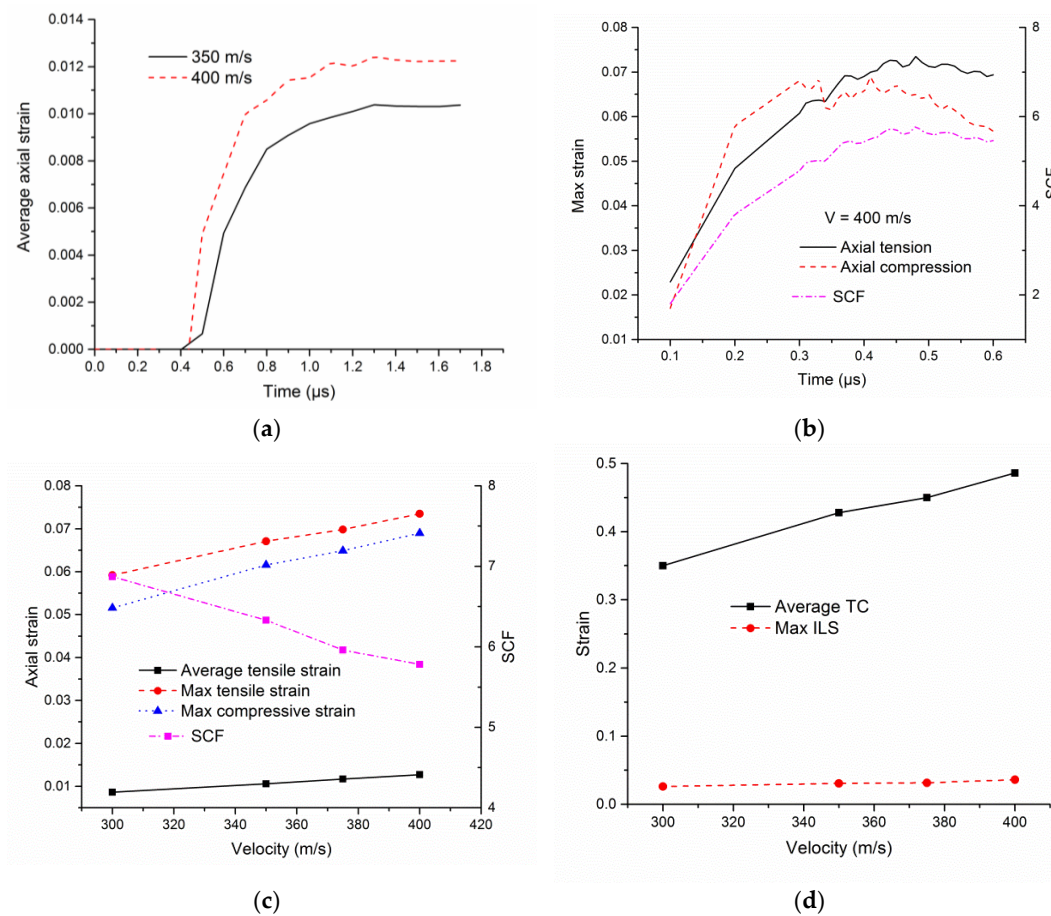 0.014
0.012
0.010
0.008
0.006
0.004
0.002
0.000
Average axial strain
350 m/s
400 m/s
0.0 0.2 0.4 0.6 0.8 1.0 1.2 1.4 1.6 1.8
Time (µs)
(a)
0.08
0.07
0.06
0.05
0.04
0.03
0.02
0.01
Max strain
8
6
4
2
SCF
V = 400 m/s
Axial tension
Axial compression
SCF
0.1 0.2 0.3 0.4 0.5 0.6
Time (µs)
(b)
0.08
0.07
0.06
0.05
0.04
0.03
0.02
0.01
Axial strain
8
7
6
5
4
SCF
Average tensile strain
Max tensile strain
Max compressive strain
SCF
300 320 340 360 380 400 420
Velocity (m/s)
(c)
0.5
0.4
0.3
0.2
0.1
0.0
Strain
Average TC
Max ILS
300 320 340 360 380 400
Velocity (m/s)
(d)